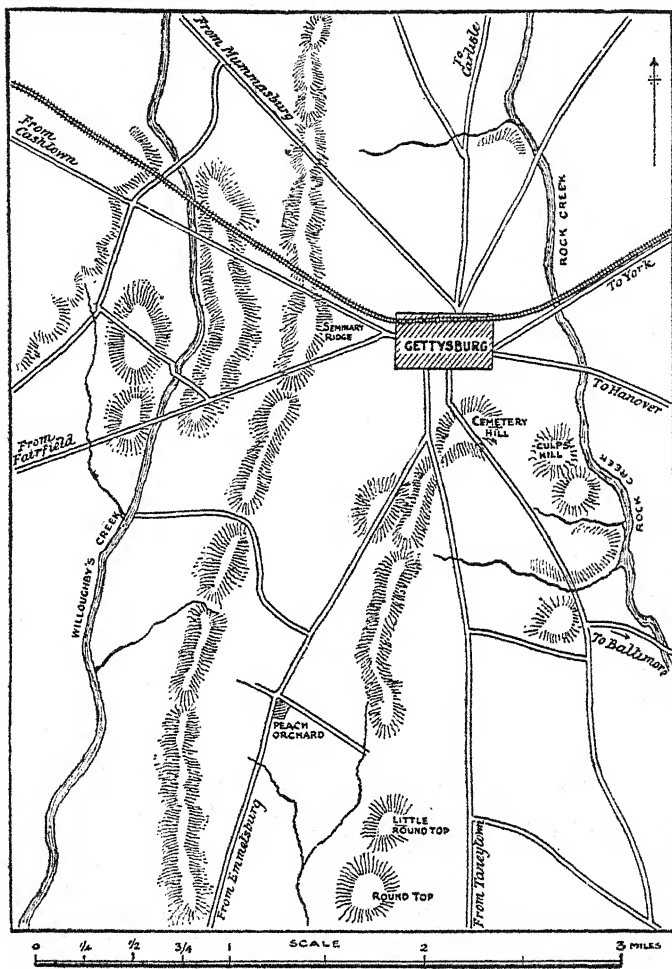 From
Mummasburg
To
Carlisle
From
Cashtown
ROCK CREEK
To York
SEMINARY
RIDGE
GETTYSBURG
To Hanover
From
Fairfield
CEMETERY
HILL
CULPS
HILL
ROCK CREEK
WILLOUGHBY'S CREEK
To Baltimore
PEACH
ORCHARD
LITTLE
ROUND TOP
From Emmetsburg
ROUND TOP
From Taneytown
0 1/4 1/2 3/4 1 SCALE 2 3 MILES